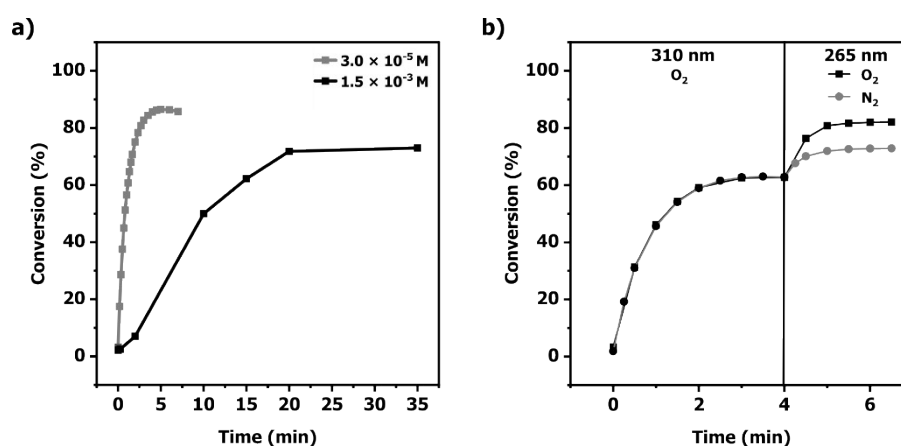 a)
3.0 × 10⁻⁵ M
1.5 × 10⁻³ M
100
80
60
40
20
0
Conversion (%)
0 5 10 15 20 25 30 35
Time (min)
b)
310 nm
O₂
265 nm
O₂
N₂
100
80
60
40
20
0
Conversion (%)
0 2 4 6
Time (min)